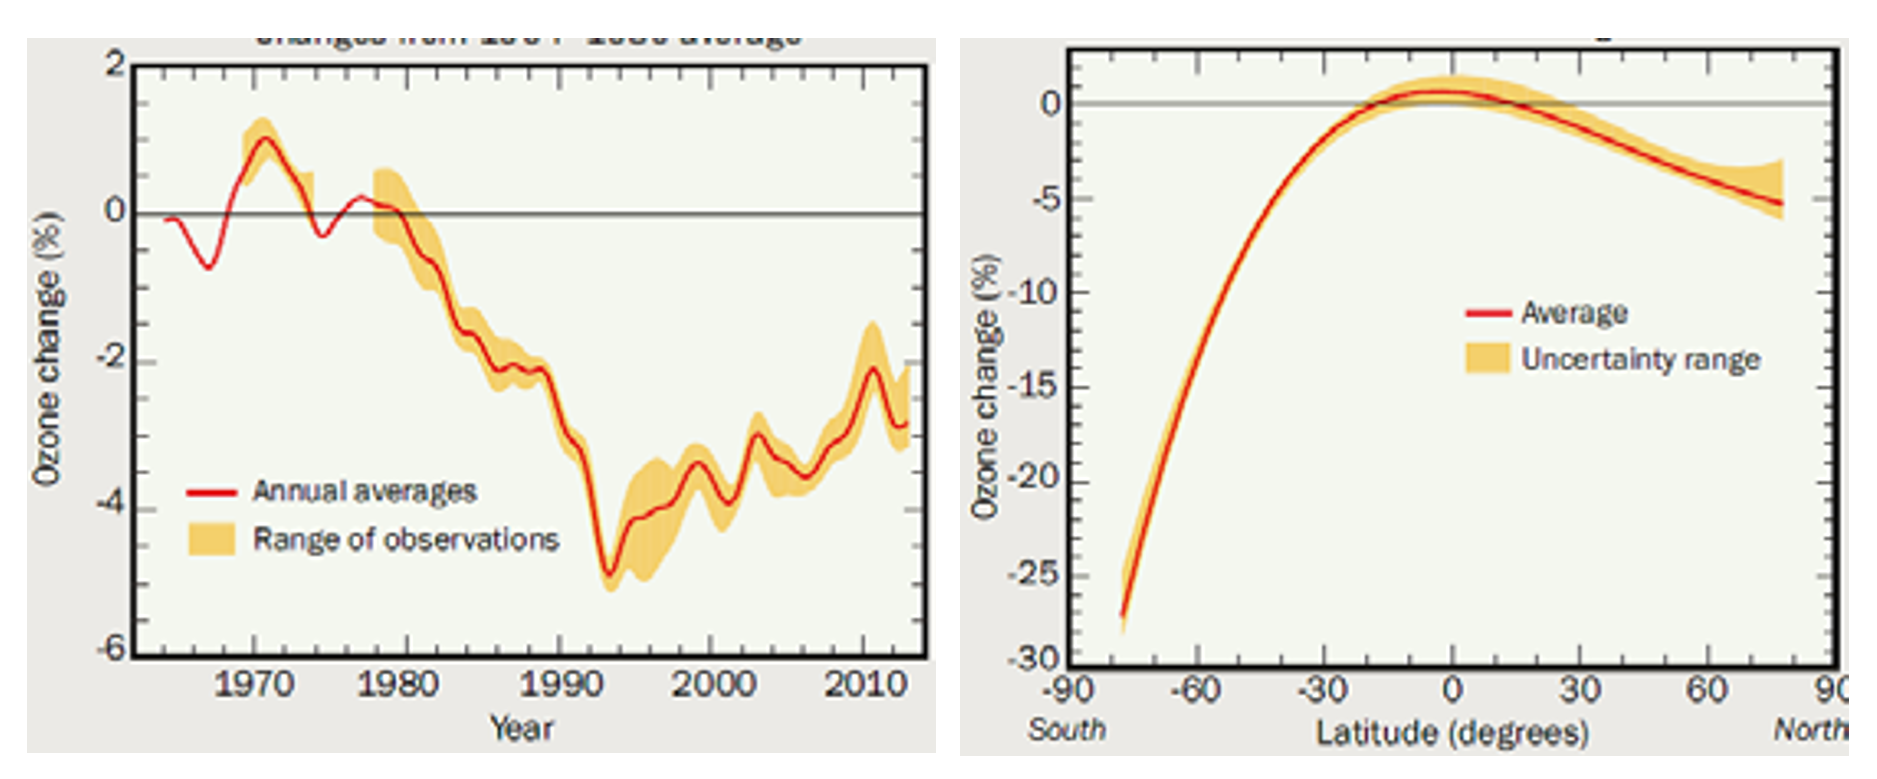 2
0
-2
-4
-6
Ozone change (%)
Annual averages
Range of observations
1970 1980 1990 2000 2010
Year
0
-5
-10
-15
-20
-25
-30
Ozone change (%)
Average
Uncertainty range
-90 -60 -30 0 30 60 90
South Latitude (degrees) North